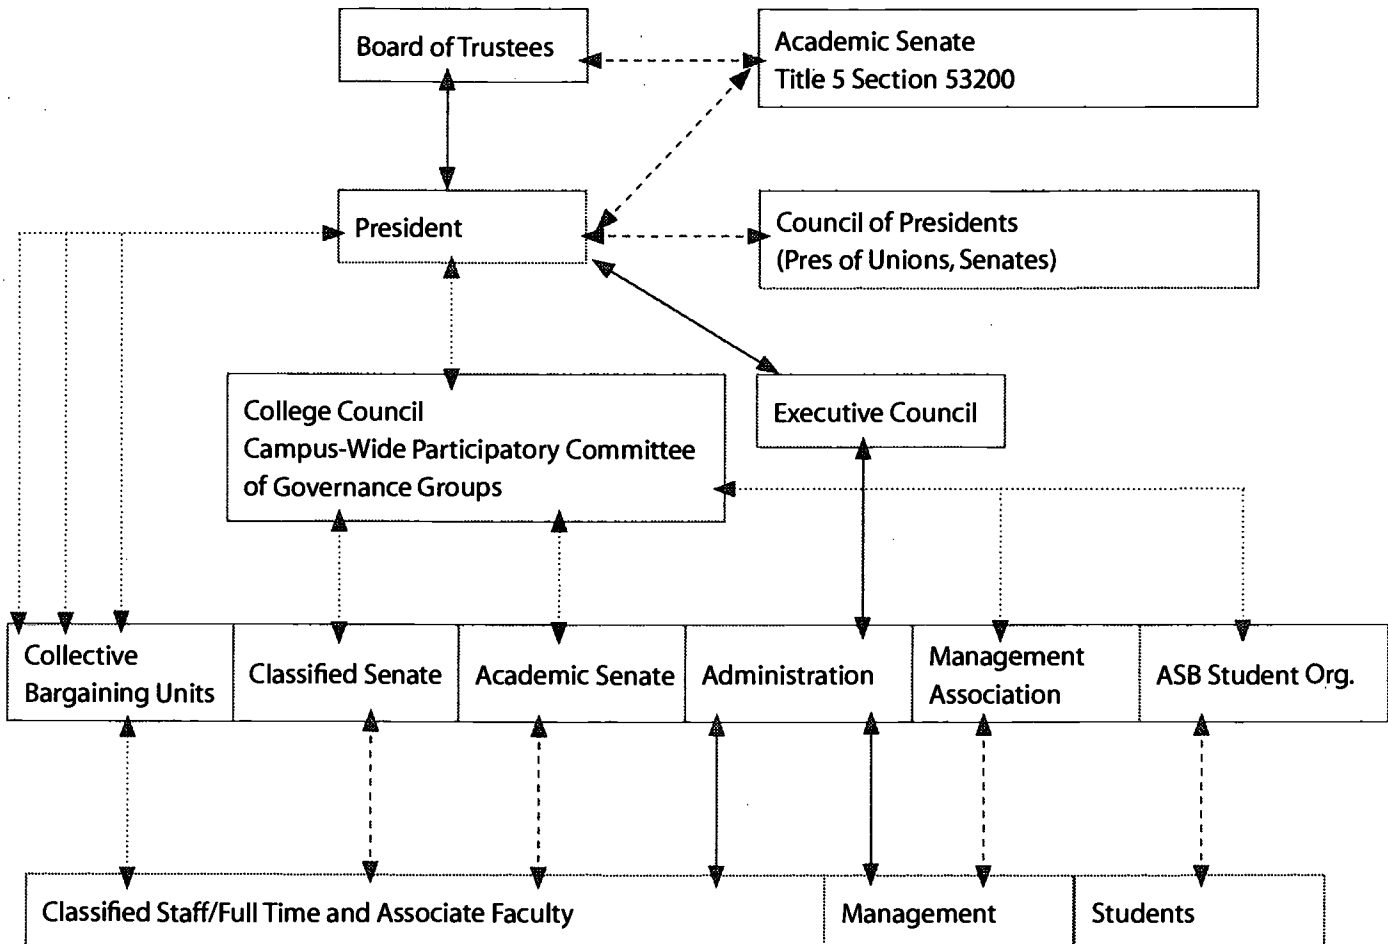 Board of Trustees
Academic Senate
Title 5 Section 53200
President
Council of Presidents
(Pres of Unions, Senates)
College Council
Campus-Wide Participatory Committee
of Governance Groups
Executive Council
Collective
Bargaining Units
Classified Senate
Academic Senate
Administration
Management
Association
ASB Student Org.
Classified Staff/Full Time and Associate Faculty
Management
Students